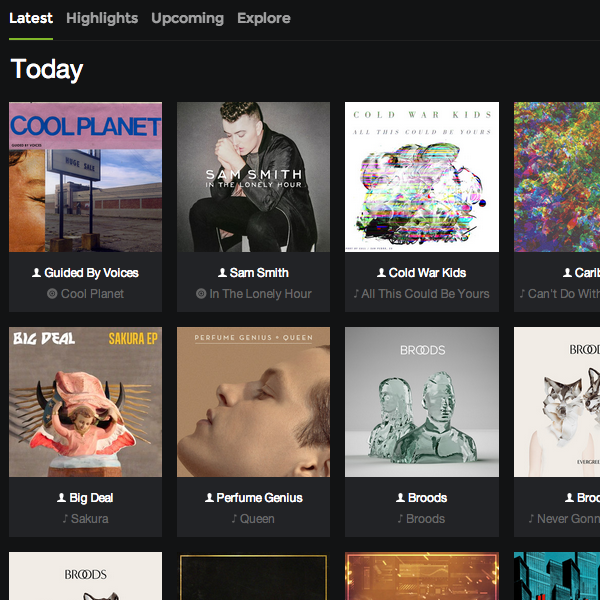 Latest Highlights Upcoming Explore
Today
COOL PLANET
GUIDED BY VOICES
HUGE SALE
SAM SMITH
IN THE LONELY HOUR
COLD WAR KIDS
ALL THIS COULD BE YOURS
Guided By Voices
Cool Planet
Sam Smith
In The Lonely Hour
Cold War Kids
All This Could Be Yours
Carib
Can't Do With
BIG DEAL SAKURA EP
PERFUME GENIUS • QUEEN
BROODS
BROO
EVERGREE
Big Deal
Sakura
Perfume Genius
Queen
Broods
Broods
Broo
Never Gonn
BROODS